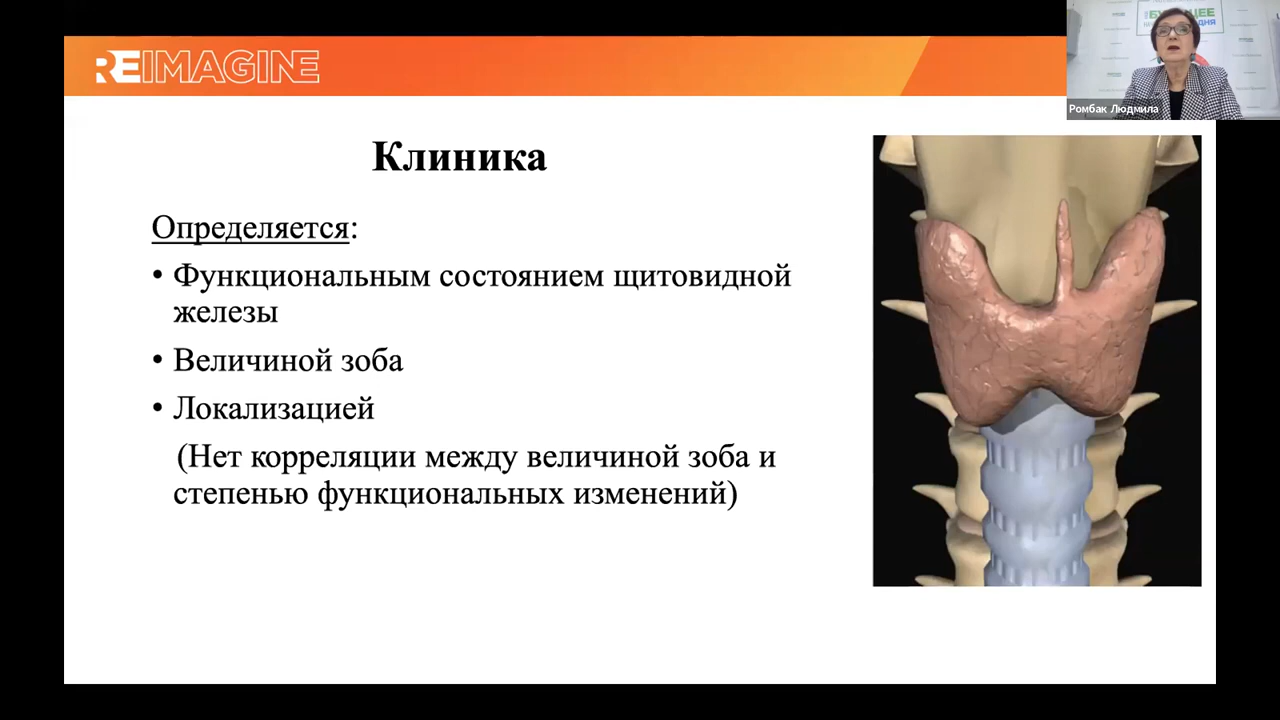 REIMAGINE
Ромбак Людмила
Клиника
Определяется:
• Функциональным состоянием щитовидной
железы
• Величиной зоба
• Локализацией
(Нет корреляции между величиной зоба и
степенью функциональных изменений)